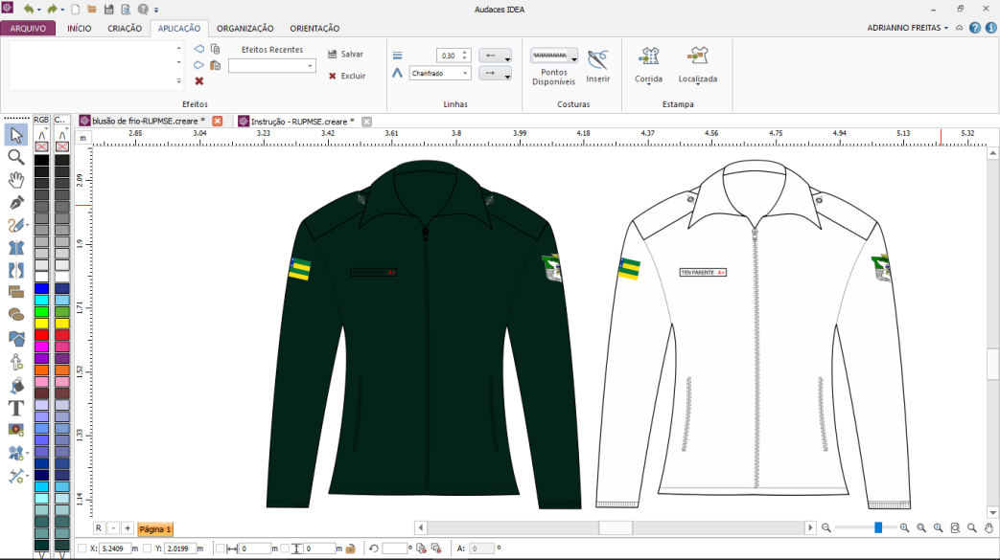 Audaces IDEA
ARQUIVO INÍCIO CRIAÇÃO APLICAÇÃO ORGANIZAÇÃO ORIENTAÇÃO ADRIANNO FREITAS
Efeitos Recentes
Salvar
Excluir
Efeitos
0,30
Chanfrado
Linhas
Pontos
Disponíveis
Inserir
Costuras
Corrida
Localizada
Estampa
RGB C... blusão de frio-RUPMSE.creare * Instrução - RUPMSE.creare *
m 2.85 3.04 3.23 3.42 3.61 3.8 3.99 4.18 4.37 4.56 4.75 4.94 5.13 5.32
2.09
1.9
1.71
1.52
1.33
1.14
TEN PARENTE A+
TEN PARENTE A+
R - + Página 1
X: 5,2409 m Y: 2,0199 m 0 m 0 m º A: 0 º